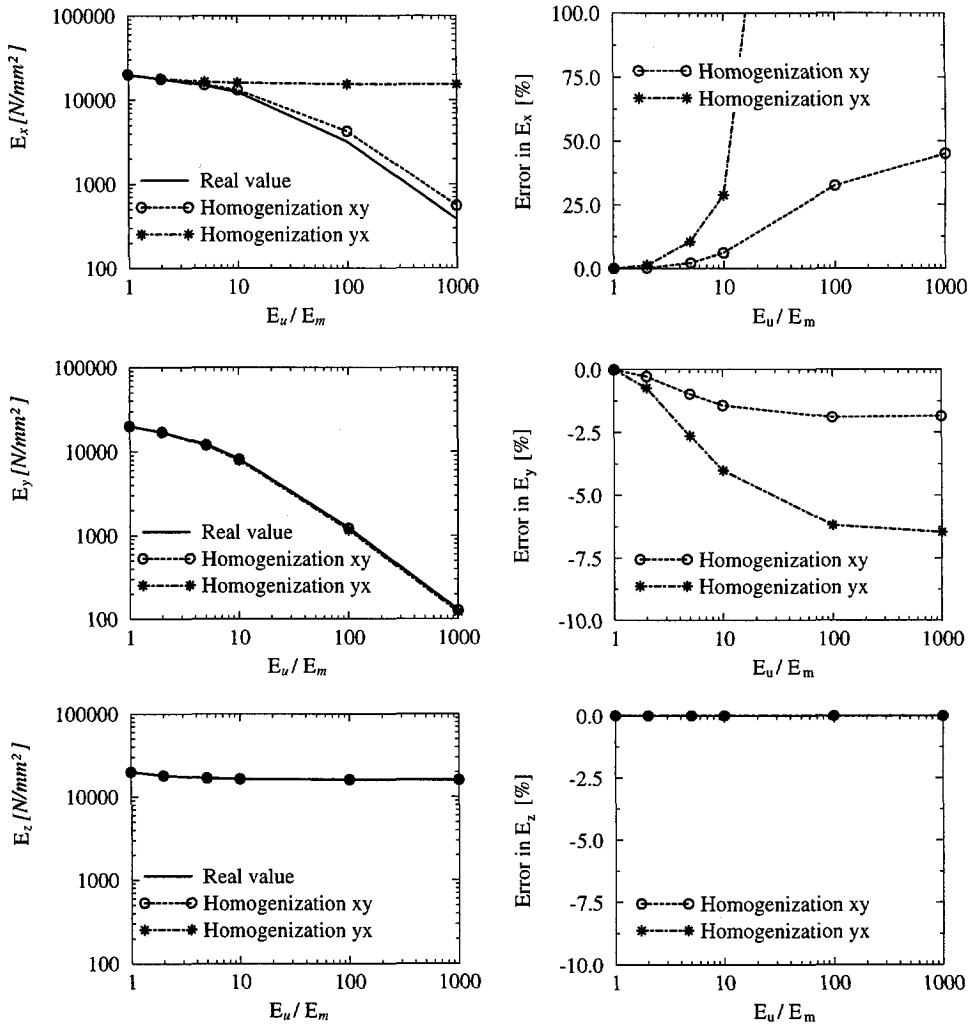 100000
10000
1000
100
E_x [N/mm²]
Real value
Homogenization xy
Homogenization yx
1 10 100 1000
E_u / E_m
100.0
75.0
50.0
25.0
0.0
Error in E_x [%]
Homogenization xy
Homogenization yx
1 10 100 1000
E_u / E_m
100000
10000
1000
100
E_y [N/mm²]
Real value
Homogenization xy
Homogenization yx
1 10 100 1000
E_u / E_m
0.0
-2.5
-5.0
-7.5
-10.0
Error in E_y [%]
Homogenization xy
Homogenization yx
1 10 100 1000
E_u / E_m
100000
10000
1000
100
E_z [N/mm²]
Real value
Homogenization xy
Homogenization yx
1 10 100 1000
E_u / E_m
0.0
-2.5
-5.0
-7.5
-10.0
Error in E_z [%]
Homogenization xy
Homogenization yx
1 10 100 1000
E_u / E_m